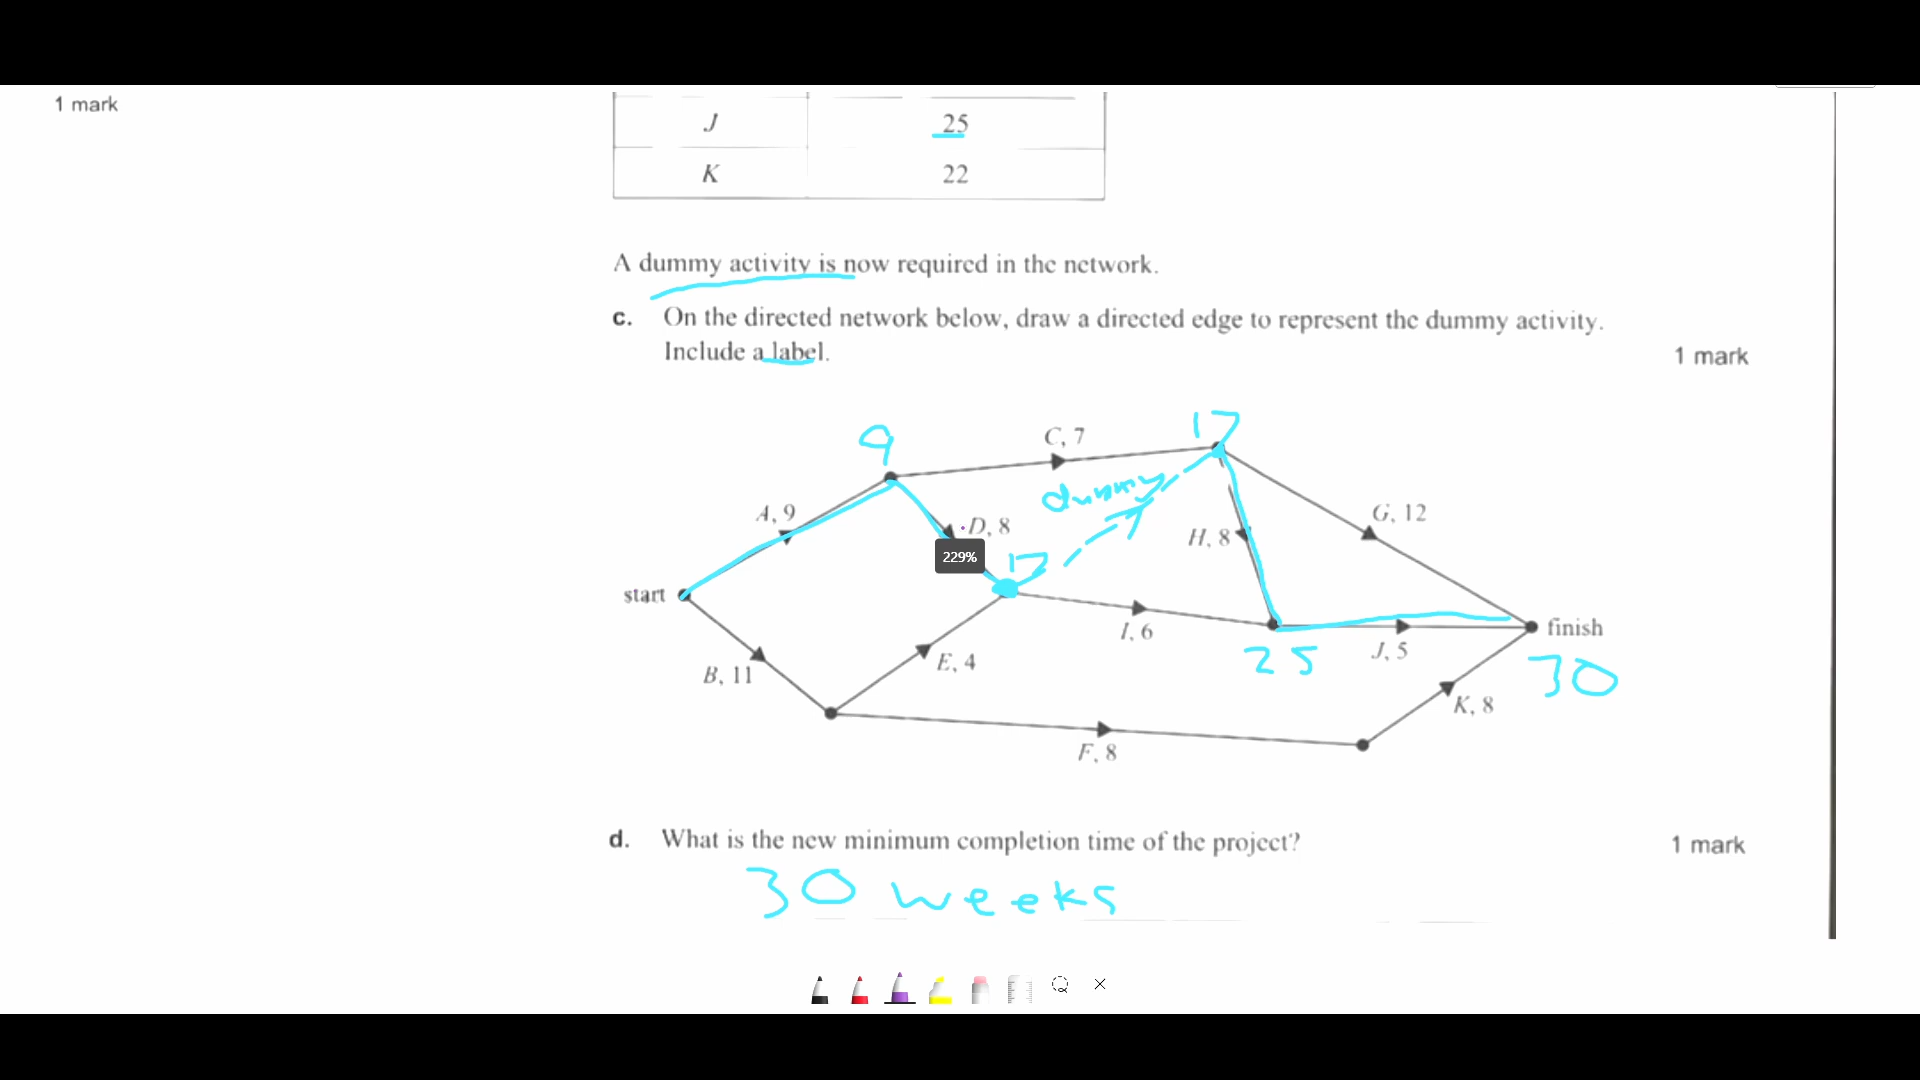 1 mark
J 25
K 22
A dummy activity is now required in the network.
c. On the directed network below, draw a directed edge to represent the dummy activity.
Include a label.
1 mark
9
17
C, 7
dummy
A, 9
D, 8
G, 12
H, 8
229%
17
start
I, 6
finish
B, 11
E, 4
25
J, 5
30
K, 8
F, 8
d. What is the new minimum completion time of the project?
1 mark
30 weeks